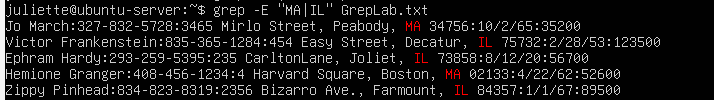 juliette@ubuntu-server:~$ grep -E "MA|IL" GrepLab.txt
Jo March:327-832-5728:3465 Mirlo Street, Peabody, MA 34756:10/2/65:35200
Victor Frankenstein:835-365-1284:454 Easy Street, Decatur, IL 75732:2/28/53:123500
Ephram Hardy:293-259-5395:235 CarltonLane, Joliet, IL 73858:8/12/20:56700
Hemione Granger:408-456-1234:4 Harvard Square, Boston, MA 02133:4/22/62:52600
Zippy Pinhead:834-823-8319:2356 Bizarro Ave., Farmount, IL 84357:1/1/67:89500